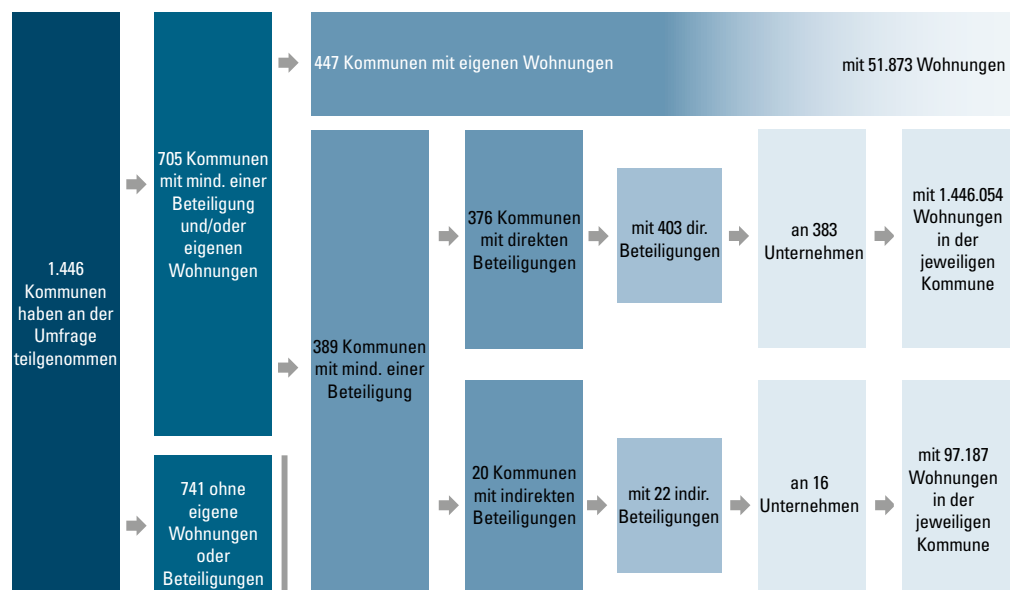 1.446
Kommunen
haben an der
Umfrage
teilgenommen
705 Kommunen
mit mind. einer
Beteiligung
und/oder
eigenen
Wohnungen
741 ohne
eigene
Wohnungen
oder
Beteiligungen
447 Kommunen mit eigenen Wohnungen
mit 51.873 Wohnungen
389 Kommunen
mit mind. einer
Beteiligung
376 Kommunen
mit direkten
Beteiligungen
mit 403 dir.
Beteiligungen
an 383
Unternehmen
mit 1.446.054
Wohnungen
in der
jeweiligen
Kommune
20 Kommunen
mit indirekten
Beteiligungen
mit 22 indir.
Beteiligungen
an 16
Unternehmen
mit 97.187
Wohnungen
in der
jeweiligen
Kommune